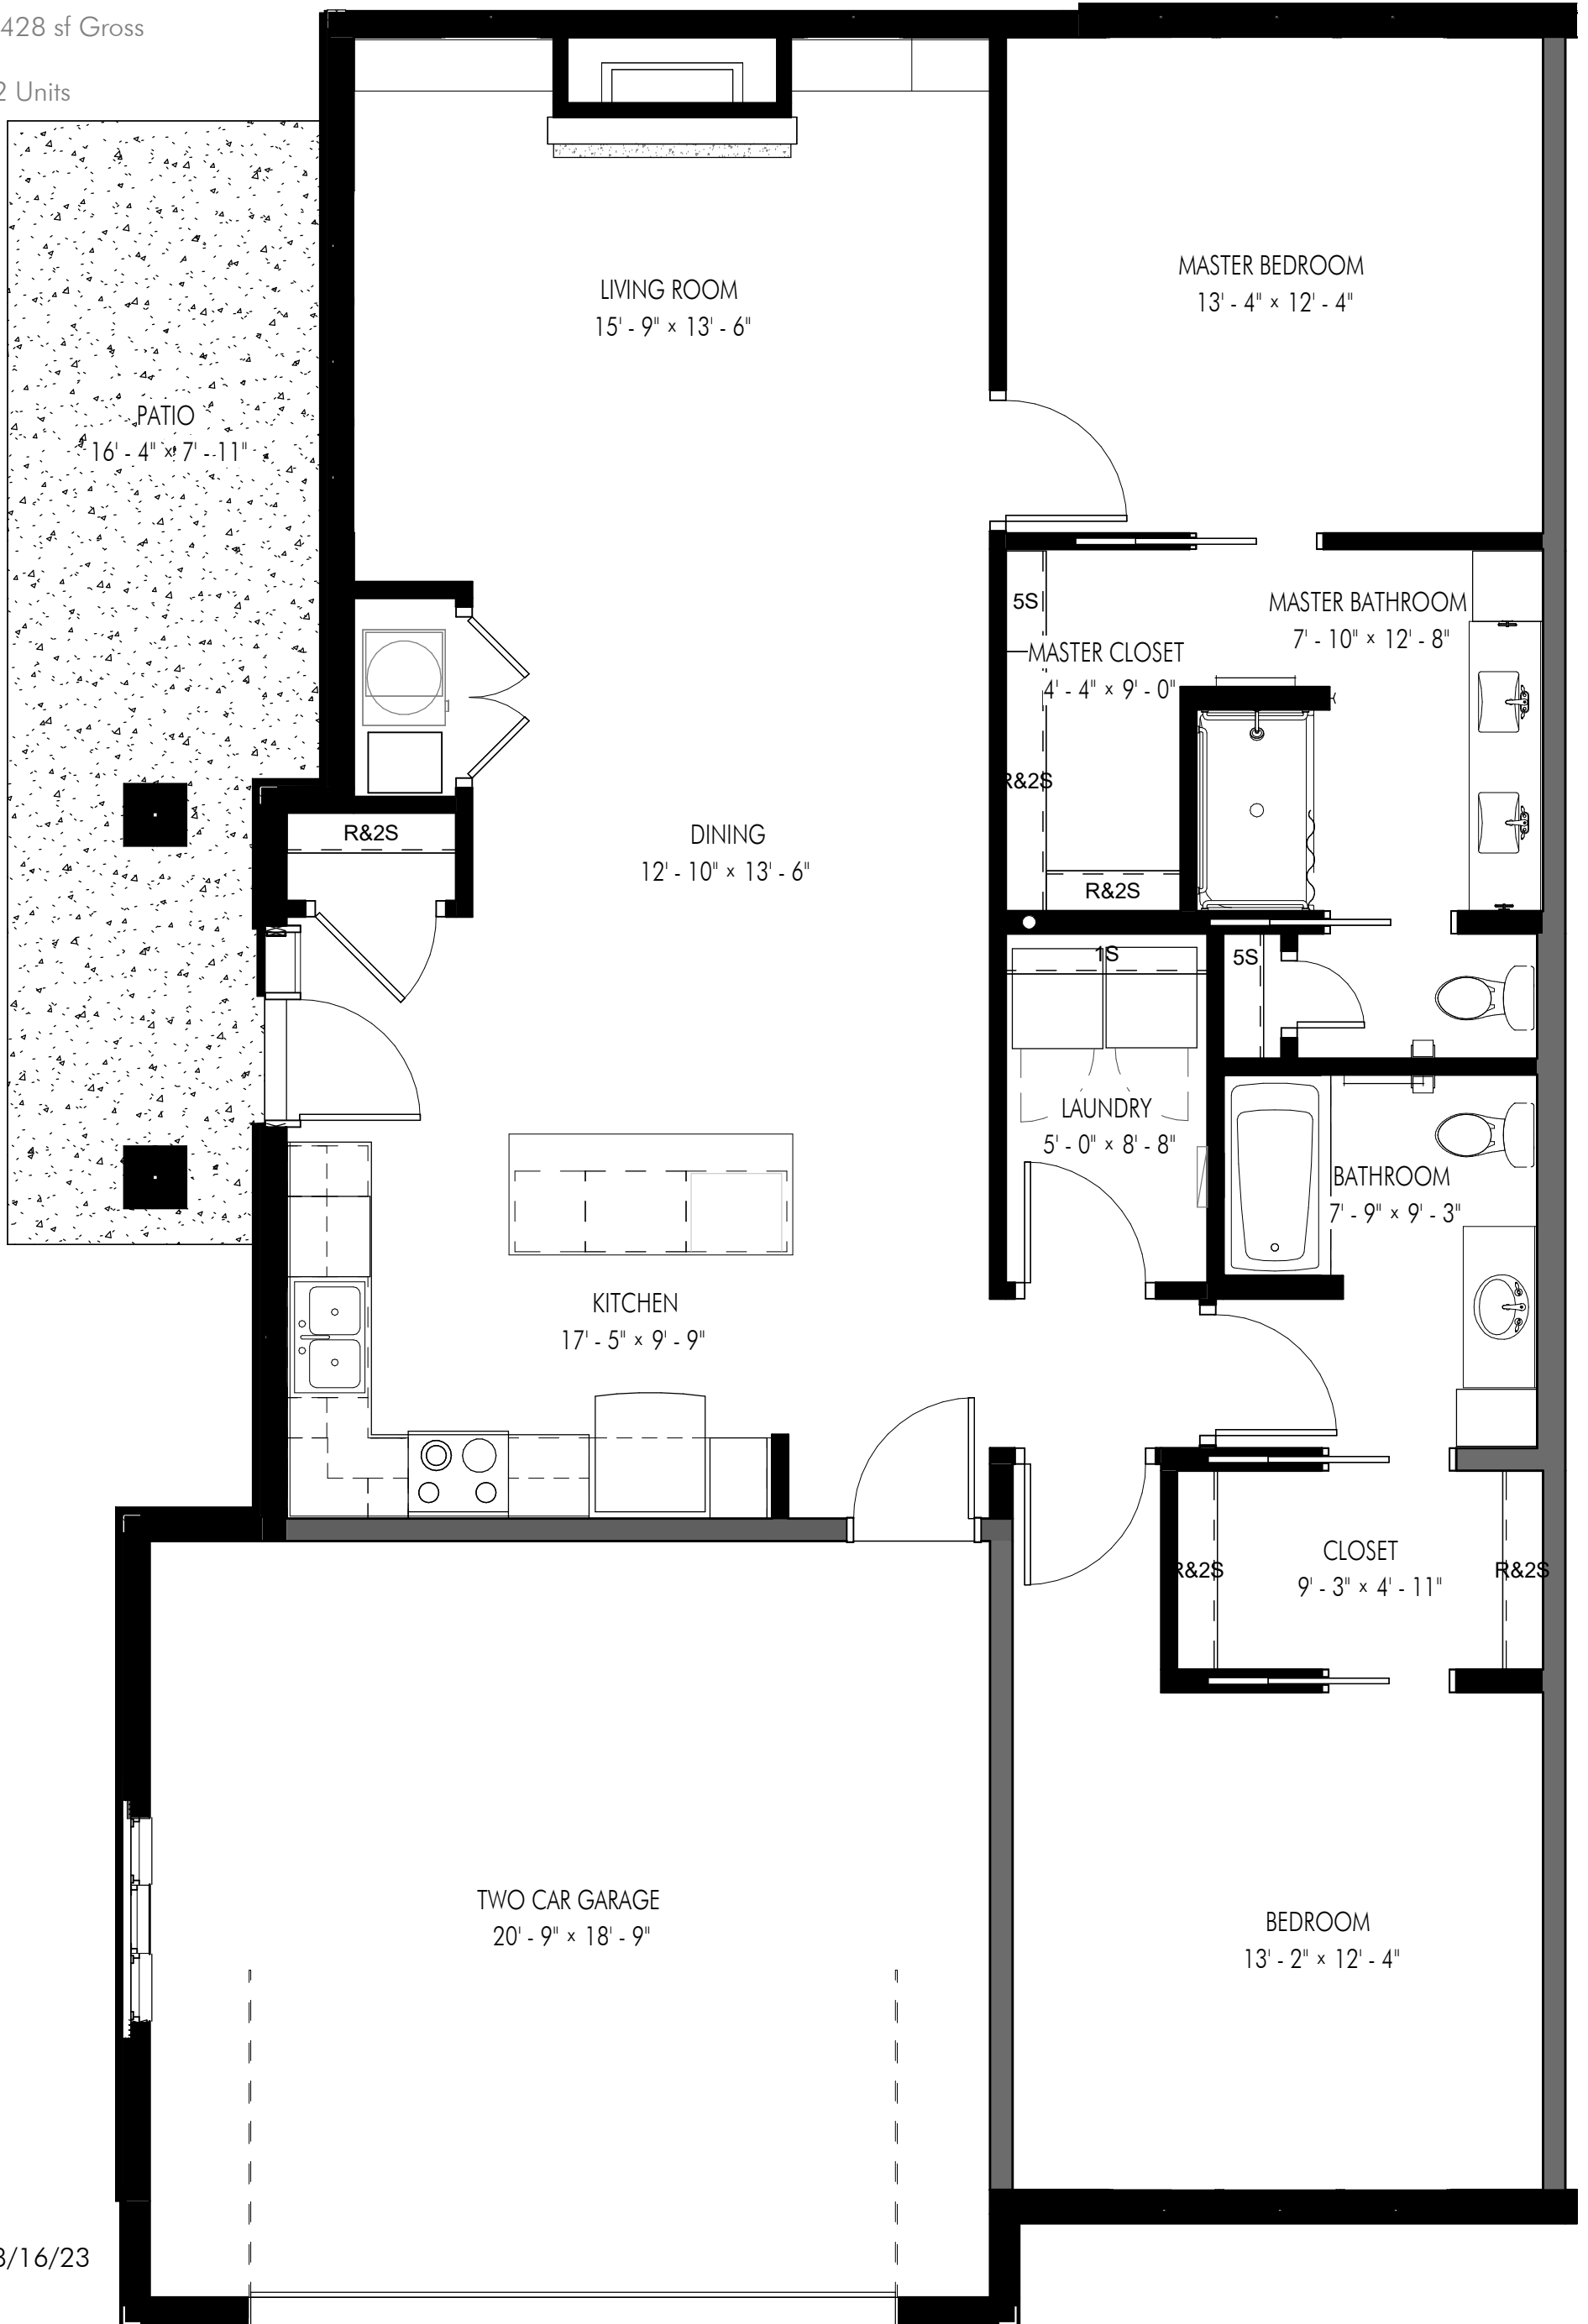 428 sf Gross
2 Units
LIVING ROOM
15' - 9" × 13' - 6"
MASTER BEDROOM
13' - 4" × 12' - 4"
PATIO
16' - 4" × 7' - 11"
5S
MASTER BATHROOM
7' - 10" × 12' - 8"
MASTER CLOSET
4' - 4" × 9' - 0"
R&2S
R&2S
DINING
12' - 10" × 13' - 6"
R&2S
1S
5S
LAUNDRY
5' - 0" × 8' - 8"
BATHROOM
7' - 9" × 9' - 3"
KITCHEN
17' - 5" × 9' - 9"
CLOSET
9' - 3" × 4' - 11"
R&2S
R&2S
TWO CAR GARAGE
20' - 9" × 18' - 9"
BEDROOM
13' - 2" × 12' - 4"
3/16/23